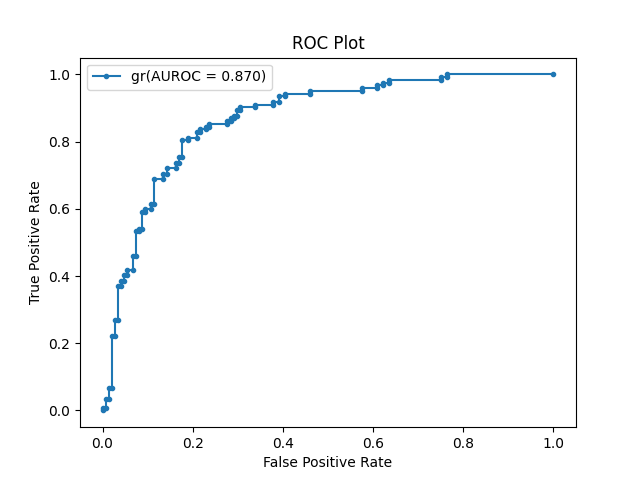 ROC Plot
gr(AUROC = 0.870)
True Positive Rate
1.0
0.8
0.6
0.4
0.2
0.0
0.0 0.2 0.4 0.6 0.8 1.0
False Positive Rate